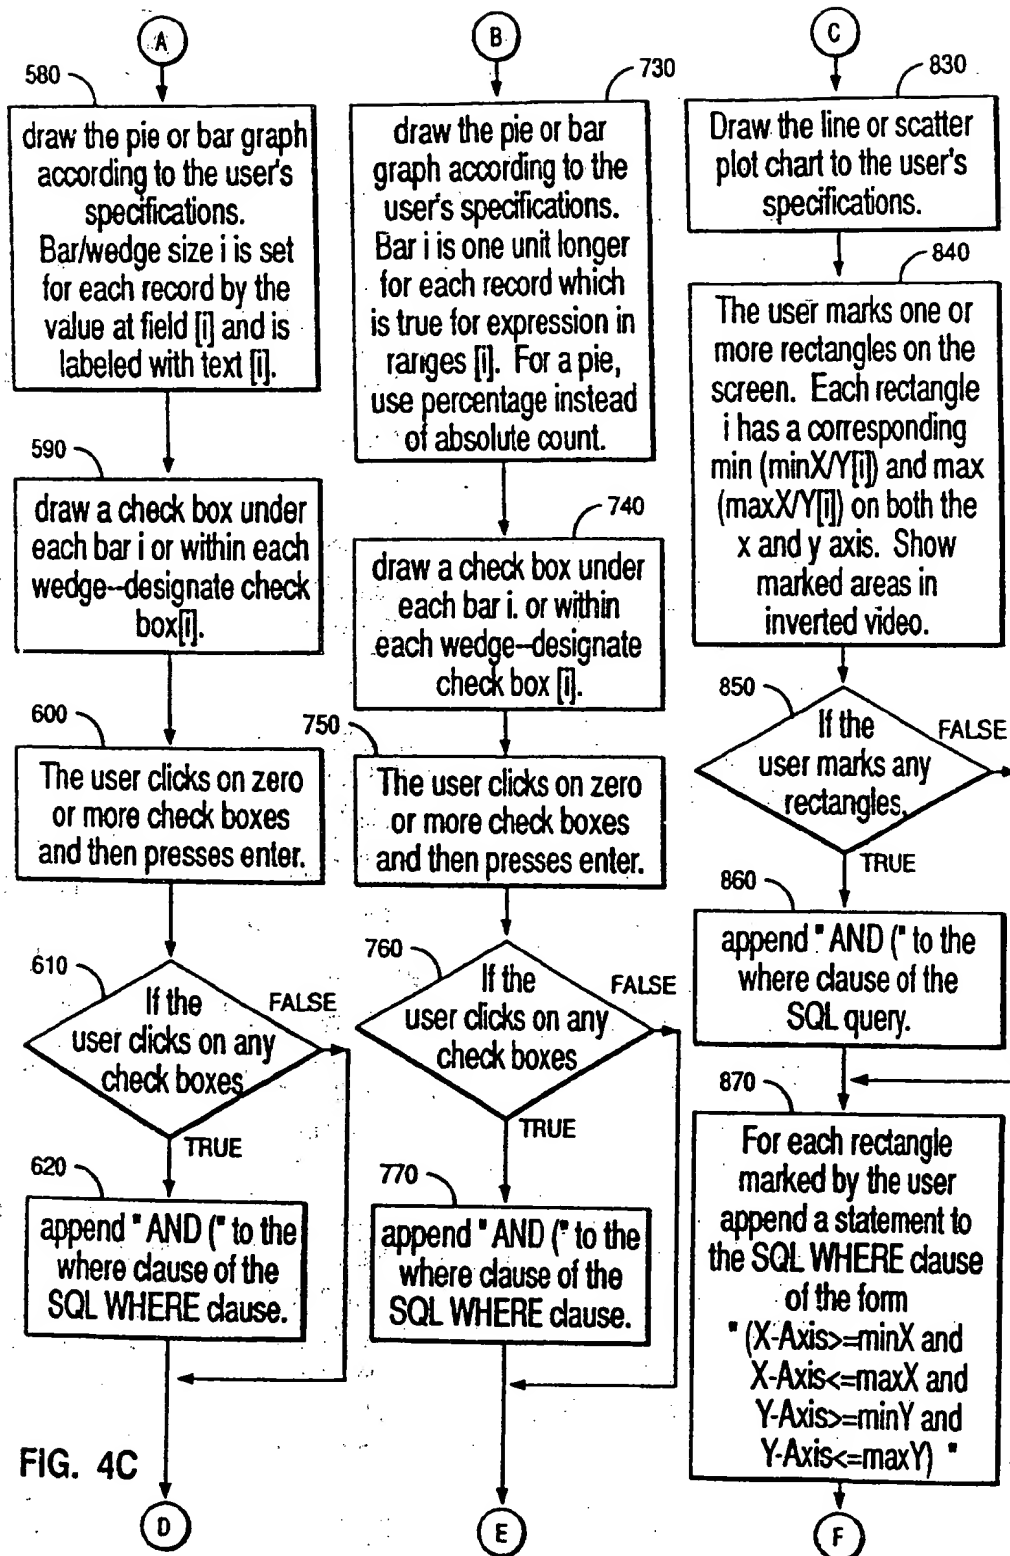 A
580
draw the pie or bar graph
according to the user's
specifications.
Bar/wedge size i is set
for each record by the
value at field [i] and is
labeled with text [i].
590
draw a check box under
each bar i or within each
wedge--designate check
box[i].
600
The user clicks on zero
or more check boxes
and then presses enter.
610
If the
user clicks on any
check boxes
FALSE
TRUE
620
append " AND (" to the
where clause of the
SQL WHERE clause.
FIG. 4C
D
B
730
draw the pie or bar
graph according to the
user's specifications.
Bar i is one unit longer
for each record which
is true for expression in
ranges [i]. For a pie,
use percentage instead
of absolute count.
740
draw a check box under
each bar i. or within
each wedge--designate
check box [i].
750
The user clicks on zero
or more check boxes
and then presses enter.
760
If the
user clicks on any
check boxes
FALSE
TRUE
770
append " AND (" to the
where clause of the
SQL WHERE clause.
E
C
830
Draw the line or scatter
plot chart to the user's
specifications.
840
The user marks one or
more rectangles on the
screen. Each rectangle
i has a corresponding
min (minX/Y[i]) and max
(maxX/Y[i]) on both the
x and y axis. Show
marked areas in
inverted video.
850
If the
user marks any
rectangles.
FALSE
TRUE
860
append " AND (" to the
where clause of the
SQL query.
870
For each rectangle
marked by the user
append a statement to
the SQL WHERE clause
of the form
" (X-Axis>=minX and
X-Axis<=maxX and
Y-Axis>=minY and
Y-Axis<=maxY) "
F